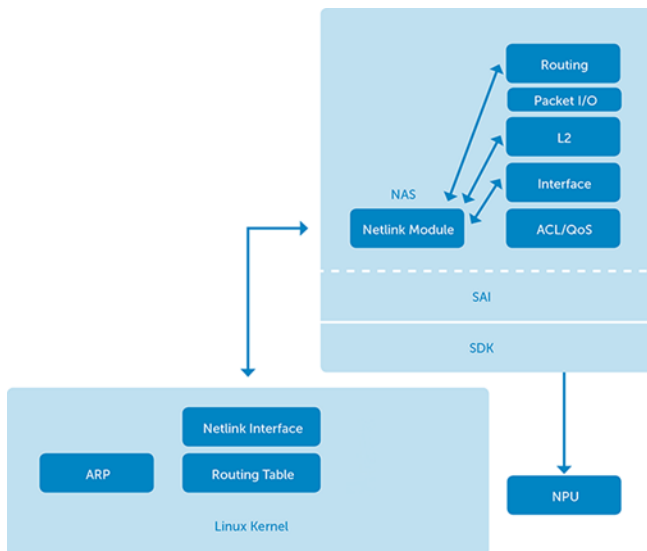 Routing
Packet I/O
L2
NAS
Interface
Netlink Module
ACL/QoS
SAI
SDK
Netlink Interface
ARP
Routing Table
NPU
Linux Kernel